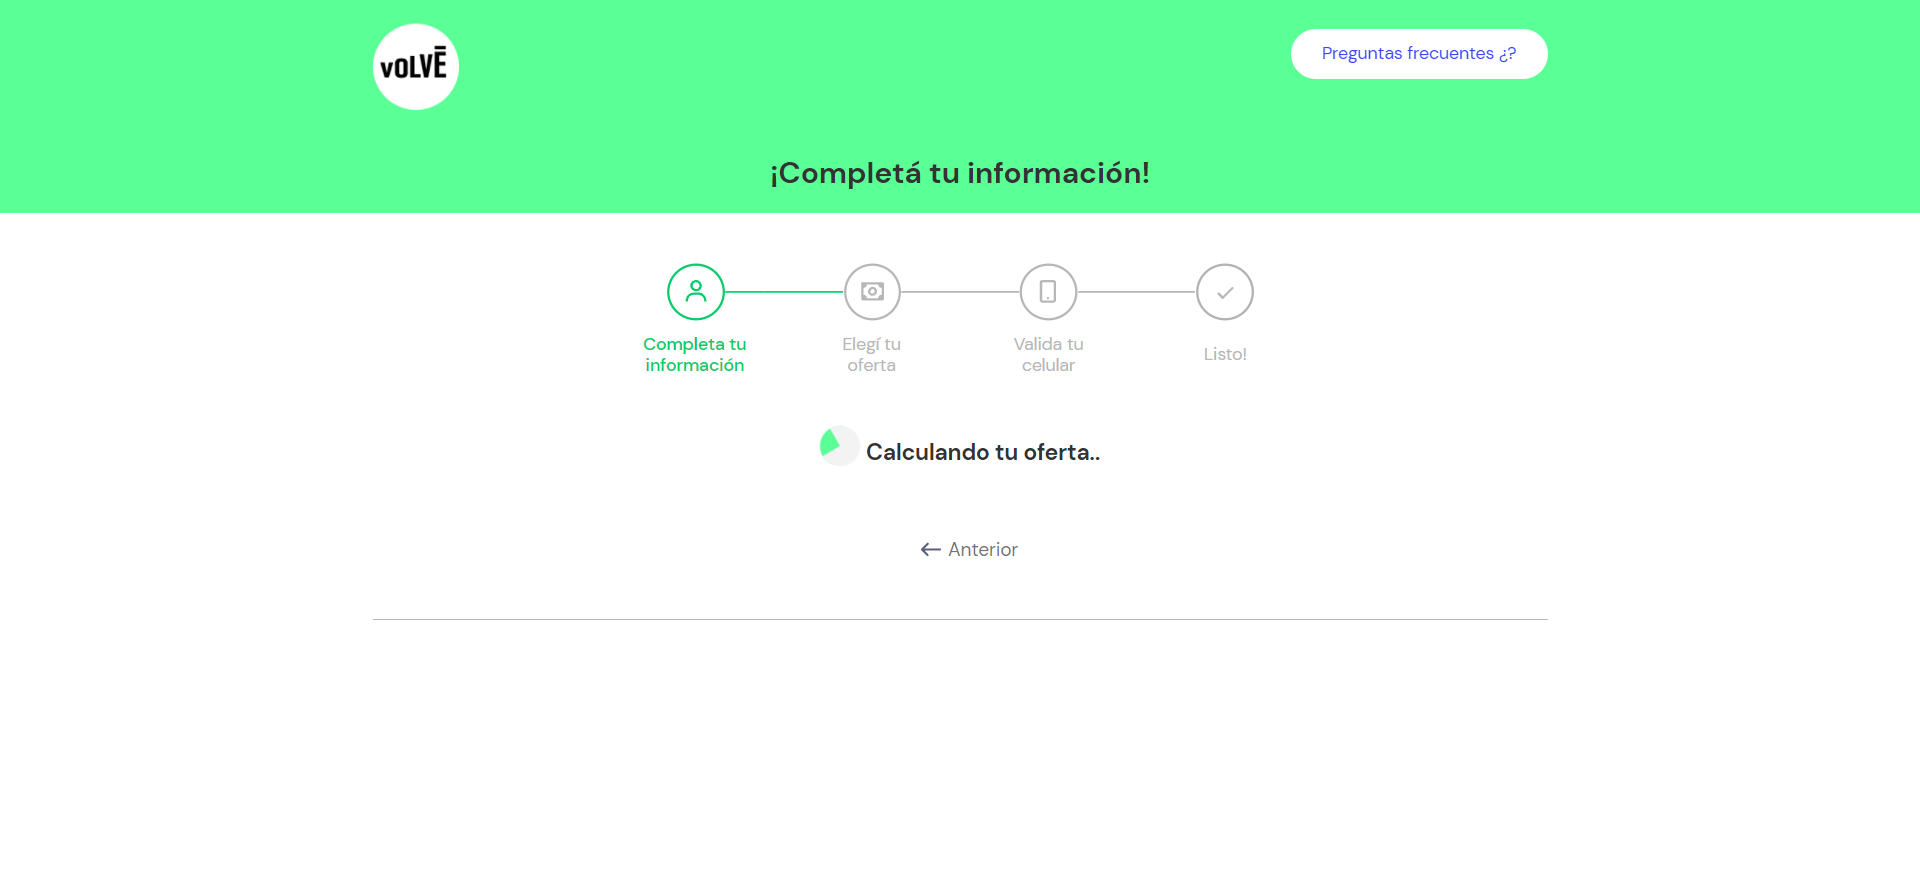 vOLVĒ
Preguntas frecuentes ¿?
¡Completá tu información!
Completa tu
información
Elegí tu
oferta
Valida tu
celular
Listo!
Calculando tu oferta..
Anterior